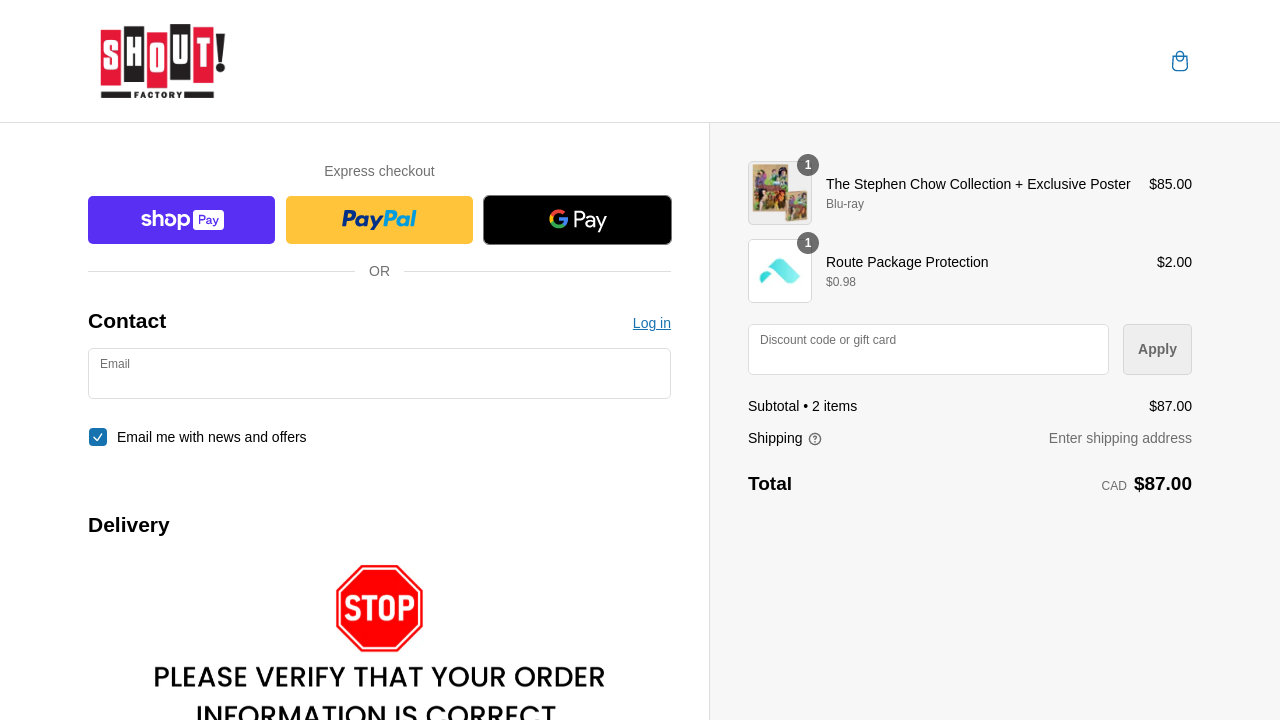 SHOUT!
FACTORY
Express checkout
shop Pay
PayPal
G Pay
OR
Contact
Log in
Email
Email me with news and offers
Delivery
STOP
PLEASE VERIFY THAT YOUR ORDER
INFORMATION IS CORRECT
1
The Stephen Chow Collection + Exclusive Poster $85.00
Blu-ray
1
Route Package Protection $2.00
$0.98
Discount code or gift card
Apply
Subtotal • 2 items $87.00
Shipping Enter shipping address
Total CAD $87.00